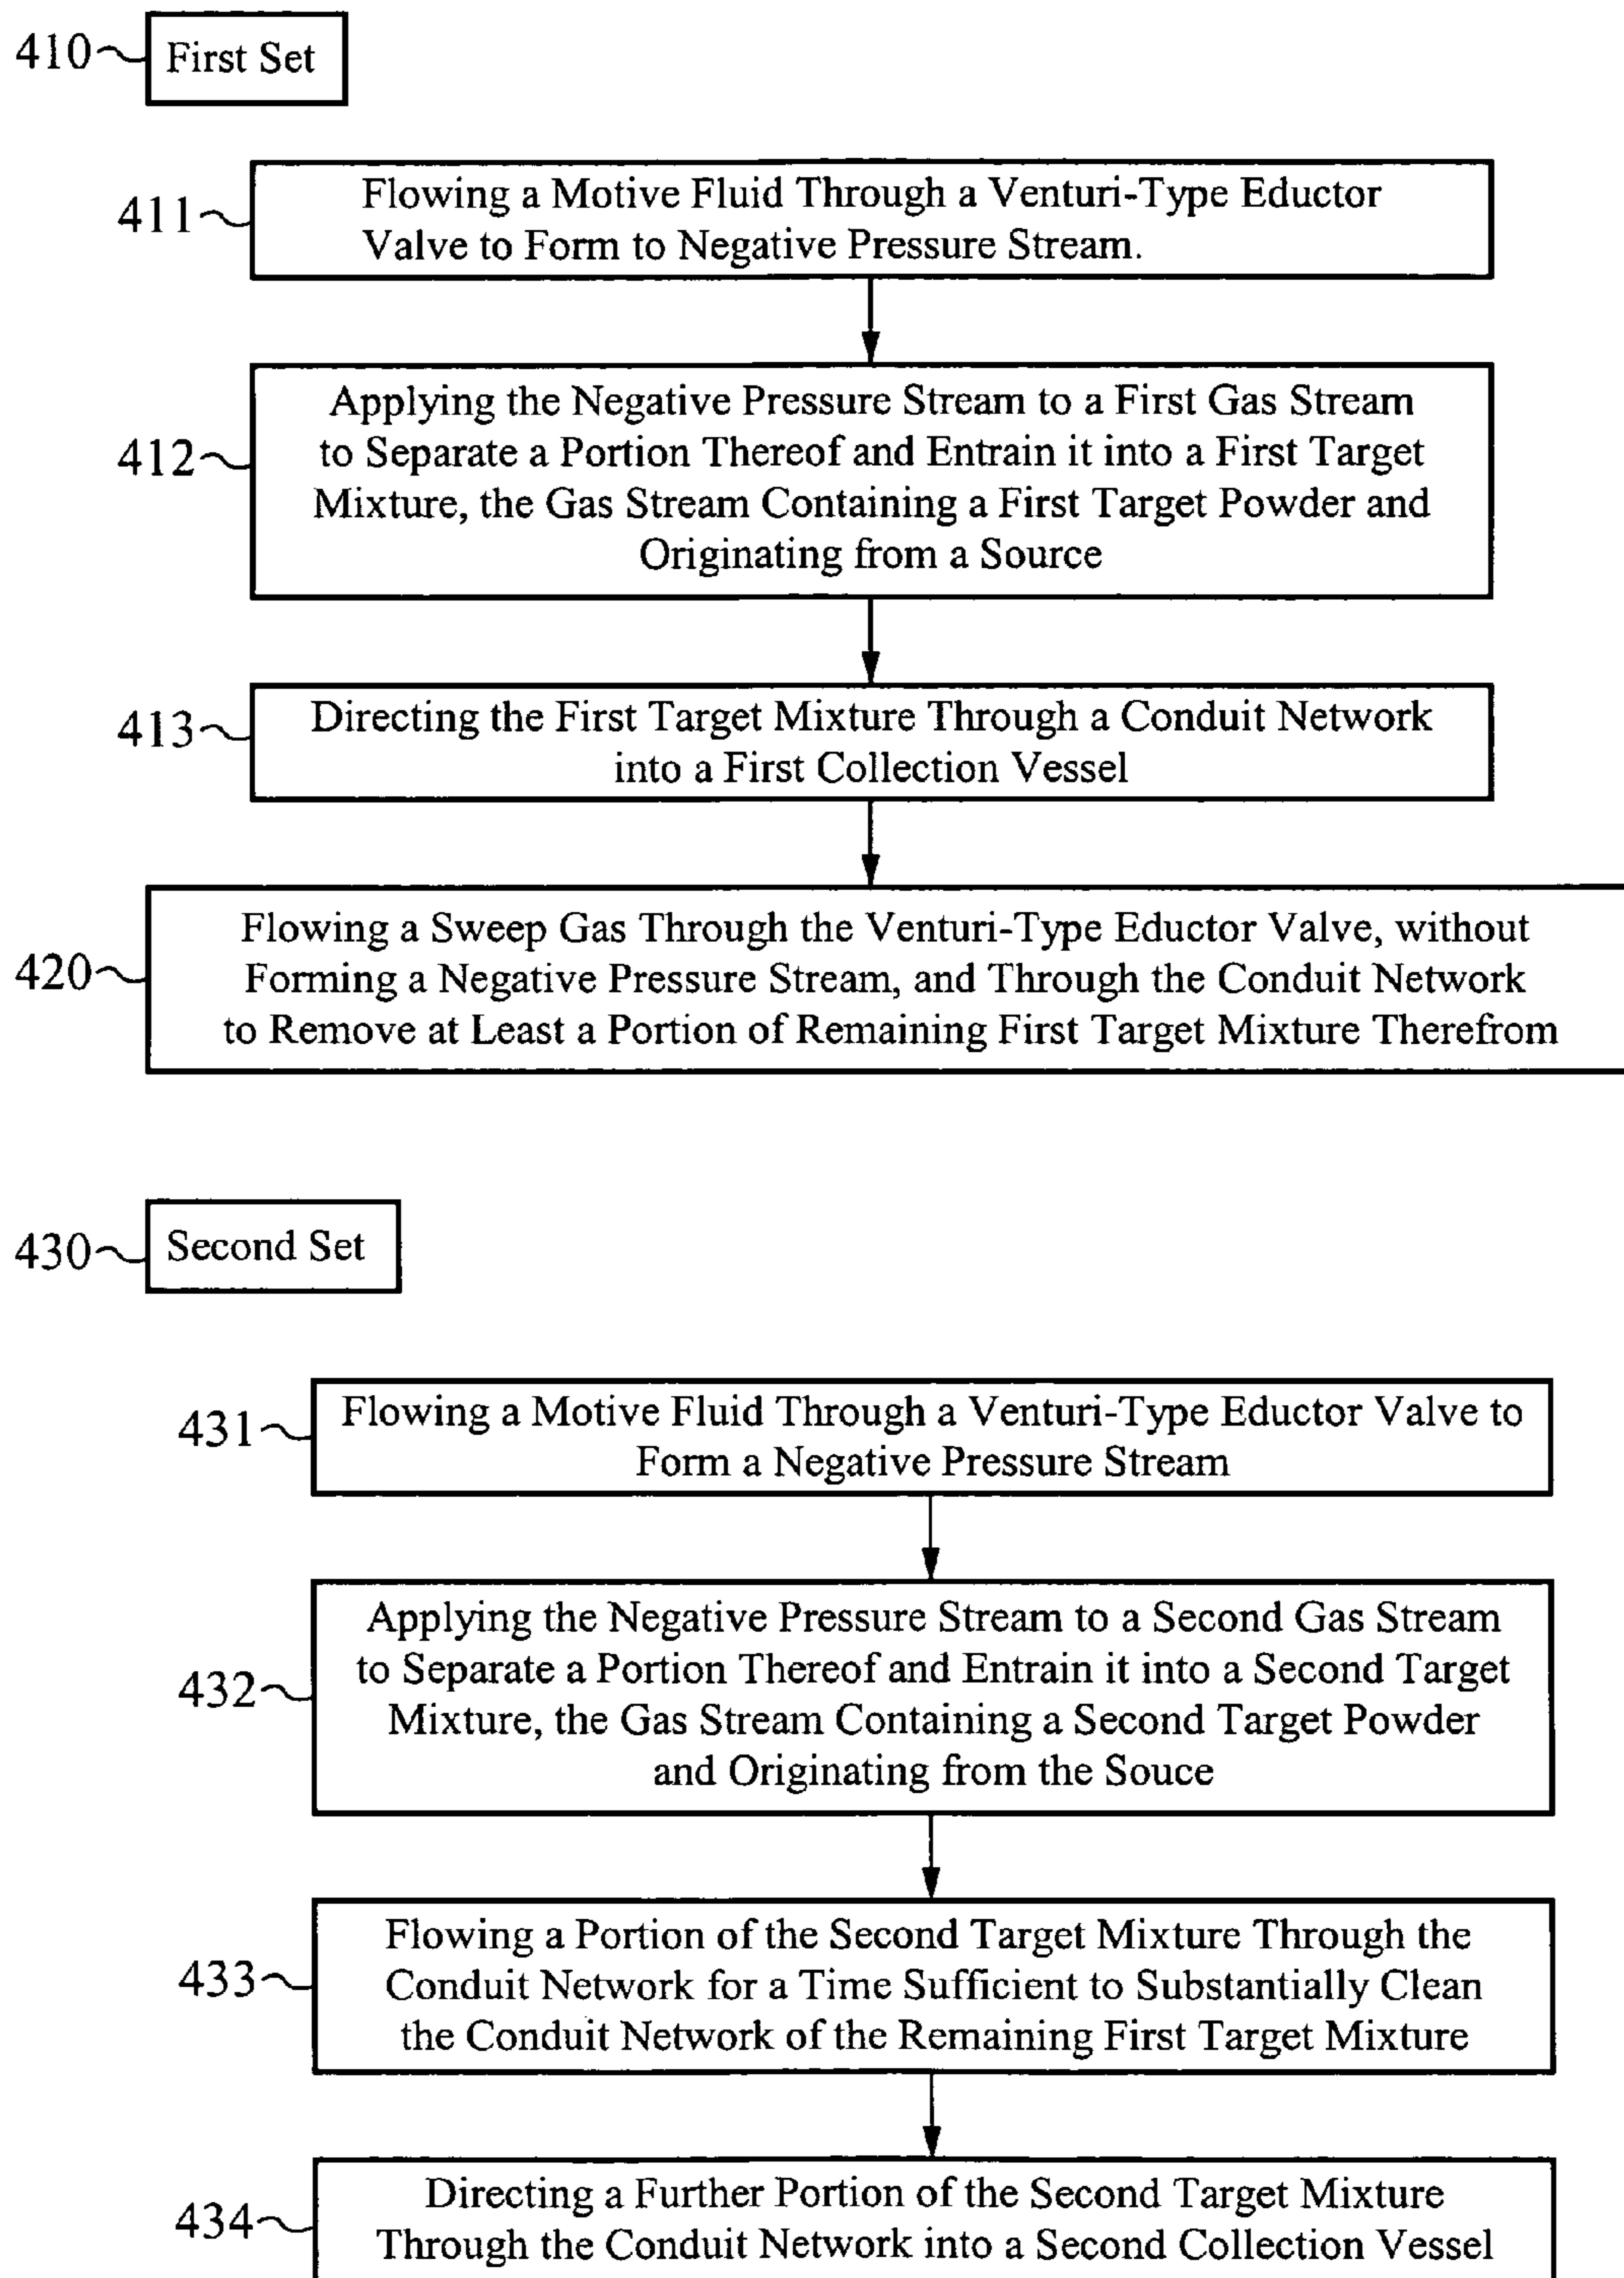 410
First Set
411
Flowing a Motive Fluid Through a Venturi-Type Eductor
Valve to Form to Negative Pressure Stream.
412
Applying the Negative Pressure Stream to a First Gas Stream
to Separate a Portion Thereof and Entrain it into a First Target
Mixture, the Gas Stream Containing a First Target Powder and
Originating from a Source
413
Directing the First Target Mixture Through a Conduit Network
into a First Collection Vessel
420
Flowing a Sweep Gas Through the Venturi-Type Eductor Valve, without
Forming a Negative Pressure Stream, and Through the Conduit Network
to Remove at Least a Portion of Remaining First Target Mixture Therefrom
430
Second Set
431
Flowing a Motive Fluid Through a Venturi-Type Eductor Valve to
Form a Negative Pressure Stream
432
Applying the Negative Pressure Stream to a Second Gas Stream
to Separate a Portion Thereof and Entrain it into a Second Target
Mixture, the Gas Stream Containing a Second Target Powder
and Originating from the Souce
433
Flowing a Portion of the Second Target Mixture Through the
Conduit Network for a Time Sufficient to Substantially Clean
the Conduit Network of the Remaining First Target Mixture
434
Directing a Further Portion of the Second Target Mixture
Through the Conduit Network into a Second Collection Vessel